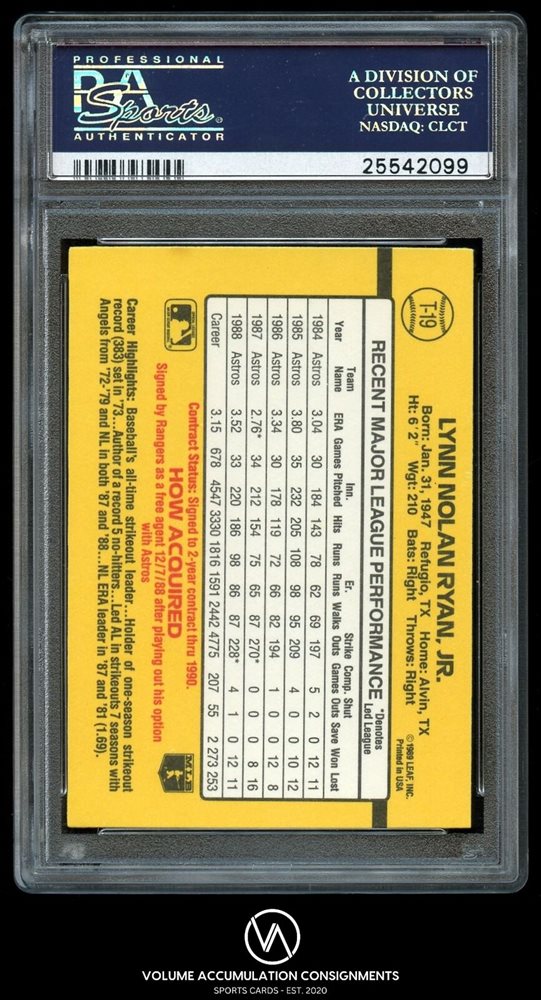 PROFESSIONAL
PSA
Sports
AUTHENTICATOR
A DIVISION OF
COLLECTORS
UNIVERSE
NASDAQ: CLCT
25542099
T-19
LYNN NOLAN RYAN, JR.
Born: Jan. 31, 1947 Refugio, TX Home: Alvin, TX
Ht: 6' 2" Wgt: 210 Bats: Right Throws: Right
© 1989 LEAF, INC.
Printed in USA
RECENT MAJOR LEAGUE PERFORMANCE
*Denotes
Led League
Team Inn. Er. Strike Comp. Shut
Year Name ERA Games Pitched Hits Runs Runs Walks Outs Games Outs Save Won Lost
1984 Astros 3.04 30 184 143 78 62 69 197 5 2 0 12 11
1985 Astros 3.80 35 232 205 108 98 95 209 4 0 0 10 12
1986 Astros 3.34 30 178 119 72 66 82 194 1 0 0 12 8
1987 Astros 2.76* 34 212 154 75 65 87 270* 0 0 0 8 16
1988 Astros 3.52 33 220 186 98 86 87 228* 4 1 0 12 11
Career 3.15 678 4547 3330 1816 1591 2442 4775 207 55 2 273 253
Contract Status: Signed to 2-year contract thru 1990.
HOW ACQUIRED
Signed by Rangers as a free agent 12/7/88 after playing out his option
with Astros
MLB
Career Highlights: Baseball's all-time strikeout leader...Holder of one-season strikeout
record (383) set in '73...Author of a record 5 no-hitters...Led AL in strikeouts 7 seasons with
Angels from '72-'79 and NL in both '87 and '88...NL ERA leader in '87 and '81 (1.69).
VOLUME ACCUMULATION CONSIGNMENTS
SPORTS CARDS - EST. 2020